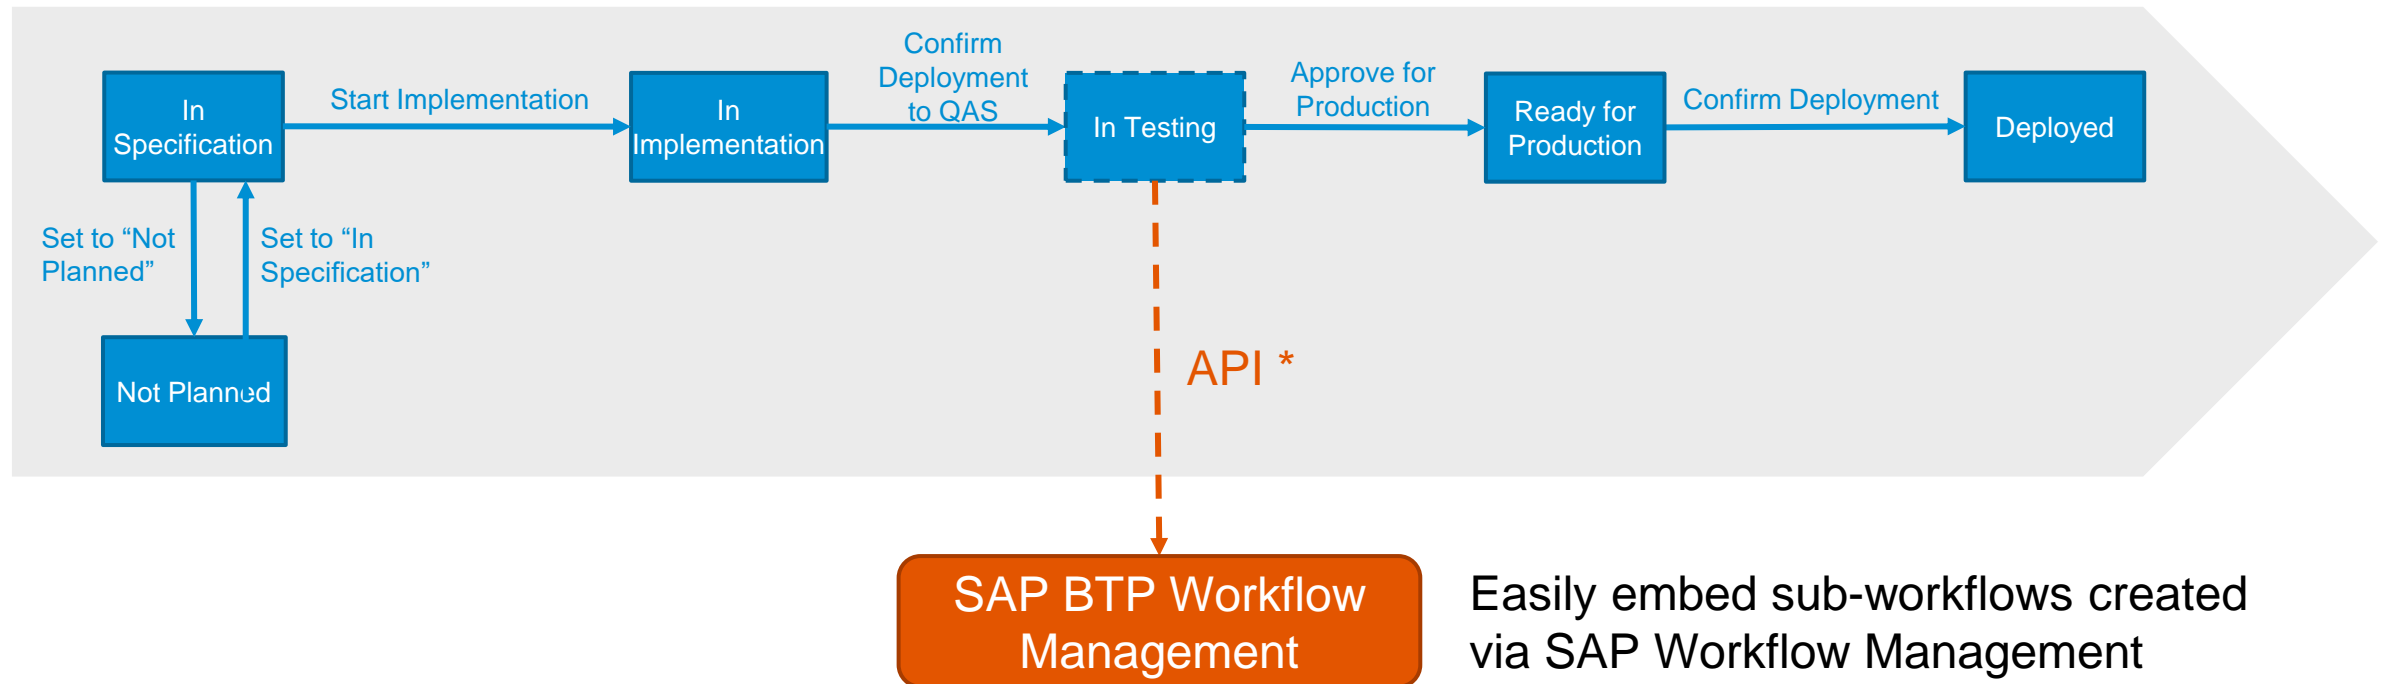 In
Specification
Start Implementation
In
Implementation
Confirm
Deployment
to QAS
In Testing
Approve for
Production
Ready for
Production
Confirm Deployment
Deployed
Set to “Not
Planned”
Set to “In
Specification”
Not Planned
API *
SAP BTP Workflow
Management
Easily embed sub-workflows created
via SAP Workflow Management